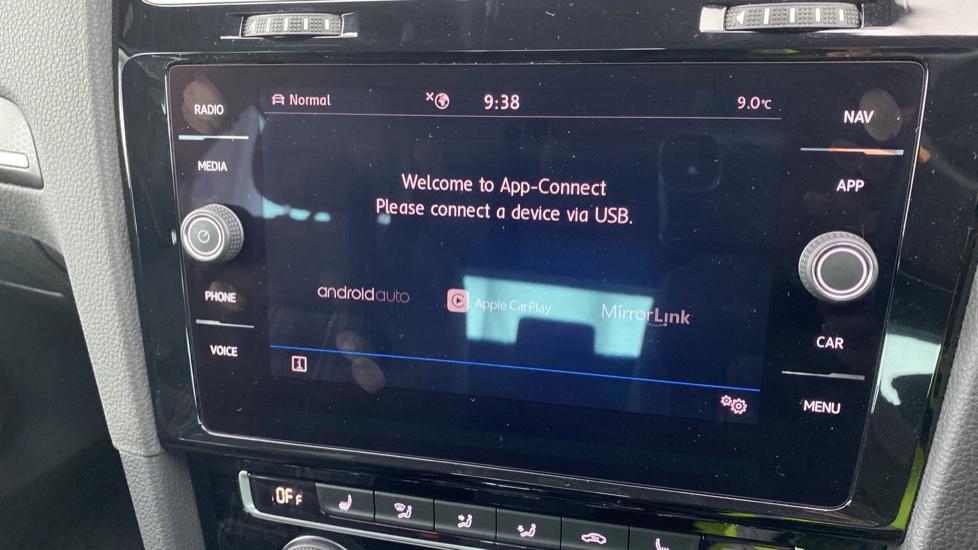 RADIO
MEDIA
PHONE
VOICE
Normal
9:38
9.0°C
Welcome to App-Connect
Please connect a device via USB.
androidauto
Apple CarPlay
MirrorLink
i
NAV
APP
CAR
MENU
OFF